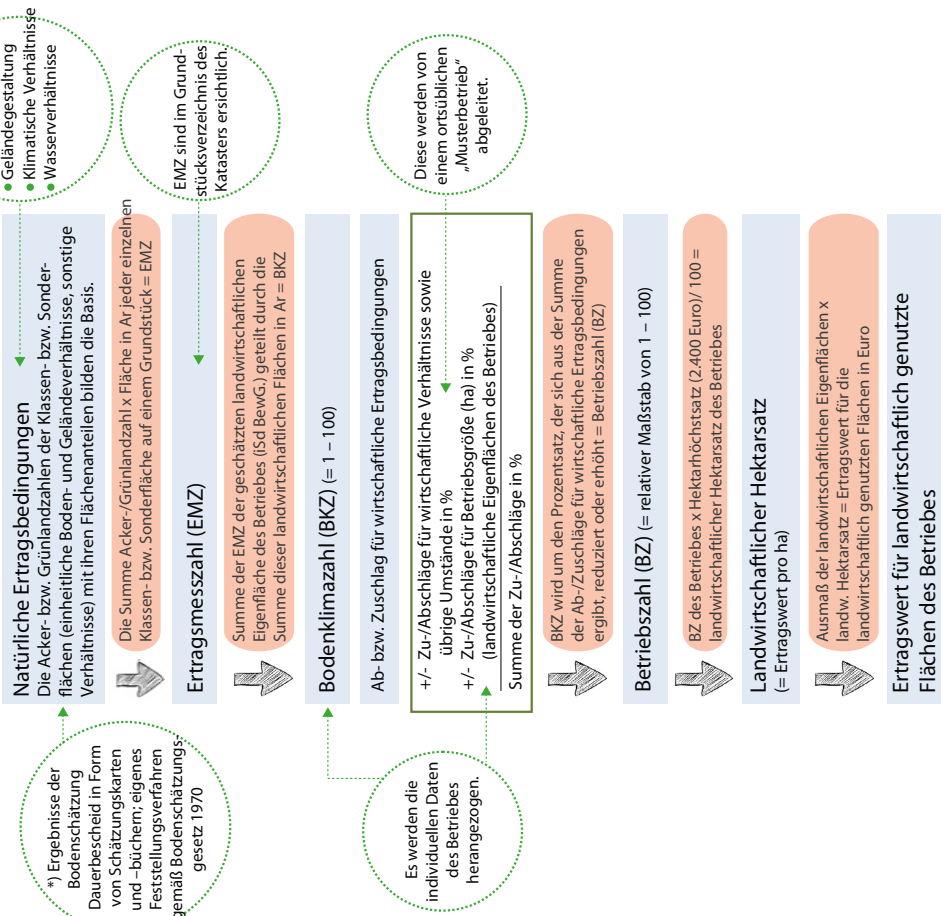 *) Ergebnisse der
Bodenschätzung
Dauerbescheid in Form
von Schätzungskarten
und –büchern; eigenes
Feststellungsverfahren
gemäß Bodenschätzungs-
gesetz 1970
Natürliche Ertragsbedingungen
Die Acker- bzw. Grünlandzahlen der Klassen- bzw. Sonder-
flächen (einheitliche Boden- und Geländeverhältnisse, sonstige
Verhältnisse) mit ihren Flächenanteilen bilden die Basis.
● Geländegestaltung
● Klimatische Verhältnisse
● Wasserverhältnisse
Die Summe Acker-/Grünlandzahl x Fläche in Ar jeder einzelnen
Klassen- bzw. Sonderfläche auf einem Grundstück = EMZ
Ertragsmesszahl (EMZ)
EMZ sind im Grund-
stücksverzeichnis des
Katasters ersichtlich.
Summe der EMZ der geschätzten landwirtschaftlichen
Eigenfläche des Betriebes (iSd BewG.) geteilt durch die
Summe dieser landwirtschaftlichen Flächen in Ar = BKZ
Bodenklimazahl (BKZ) (= 1 – 100)
Es werden die
individuellen Daten
des Betriebes
herangezogen.
Ab- bzw. Zuschlag für wirtschaftliche Ertragsbedingungen
+/- Zu-/Abschläge für wirtschaftliche Verhältnisse sowie
übrige Umstände in %
+/- Zu-/Abschläge für Betriebsgröße (ha) in %
(landwirtschaftliche Eigenflächen des Betriebes)
Summe der Zu-/Abschläge in %
Diese werden von
einem ortsüblichen
„Musterbetrieb“
abgeleitet.
BKZ wird um den Prozentsatz, der sich aus der Summe
der Ab-/Zuschläge für wirtschaftliche Ertragsbedingungen
ergibt, reduziert oder erhöht = Betriebszahl (BZ)
Betriebszahl (BZ) (= relativer Maßstab von 1 – 100)
BZ des Betriebes x Hektarhöchstsatz (2.400 Euro)/ 100 =
landwirtschaftlicher Hektarsatz des Betriebes
Landwirtschaftlicher Hektarsatz
(= Ertragswert pro ha)
Ausmaß der landwirtschaftlichen Eigenflächen x
landw. Hektarsatz = Ertragswert für die
landwirtschaftlich genutzten Flächen in Euro
Ertragswert für landwirtschaftlich genutzte
Flächen des Betriebes